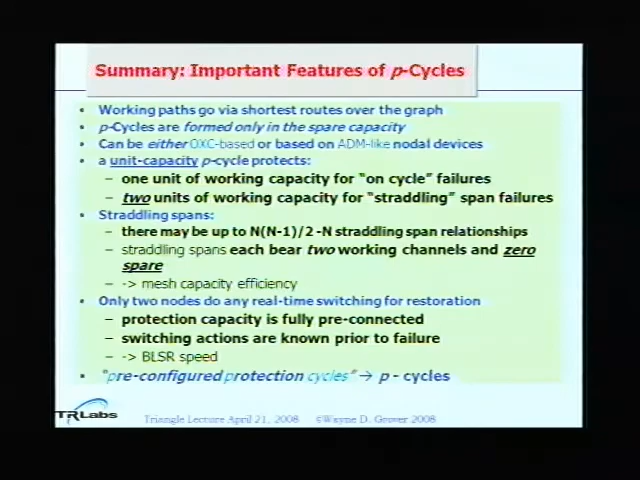 Summary: Important Features of p-Cycles
• Working paths go via shortest routes over the graph
• p-Cycles are formed only in the spare capacity
• Can be either OXC-based or based on ADM-like nodal devices
• a unit-capacity p-cycle protects:
– one unit of working capacity for "on cycle" failures
– two units of working capacity for "straddling" span failures
• Straddling spans:
– there may be up to N(N-1)/2 -N straddling span relationships
– straddling spans each bear two working channels and zero
spare
– -> mesh capacity efficiency
• Only two nodes do any real-time switching for restoration
– protection capacity is fully pre-connected
– switching actions are known prior to failure
– -> BLSR speed
• "pre-configured protection cycles" → p - cycles
TRLabs
Triangle Lecture April 21, 2008 ©Wayne D. Grover 2008